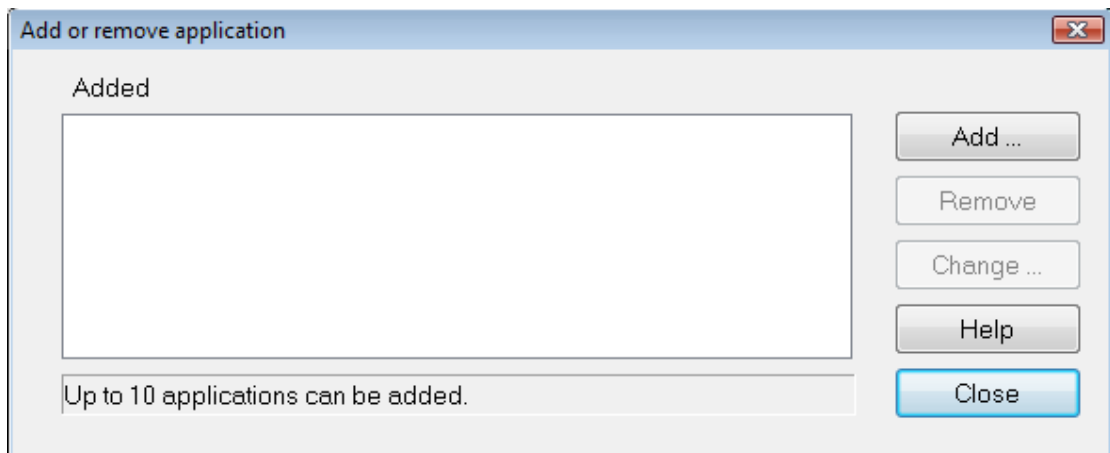 Add or remove application
Added
Add ...
Remove
Change ...
Help
Up to 10 applications can be added.
Close